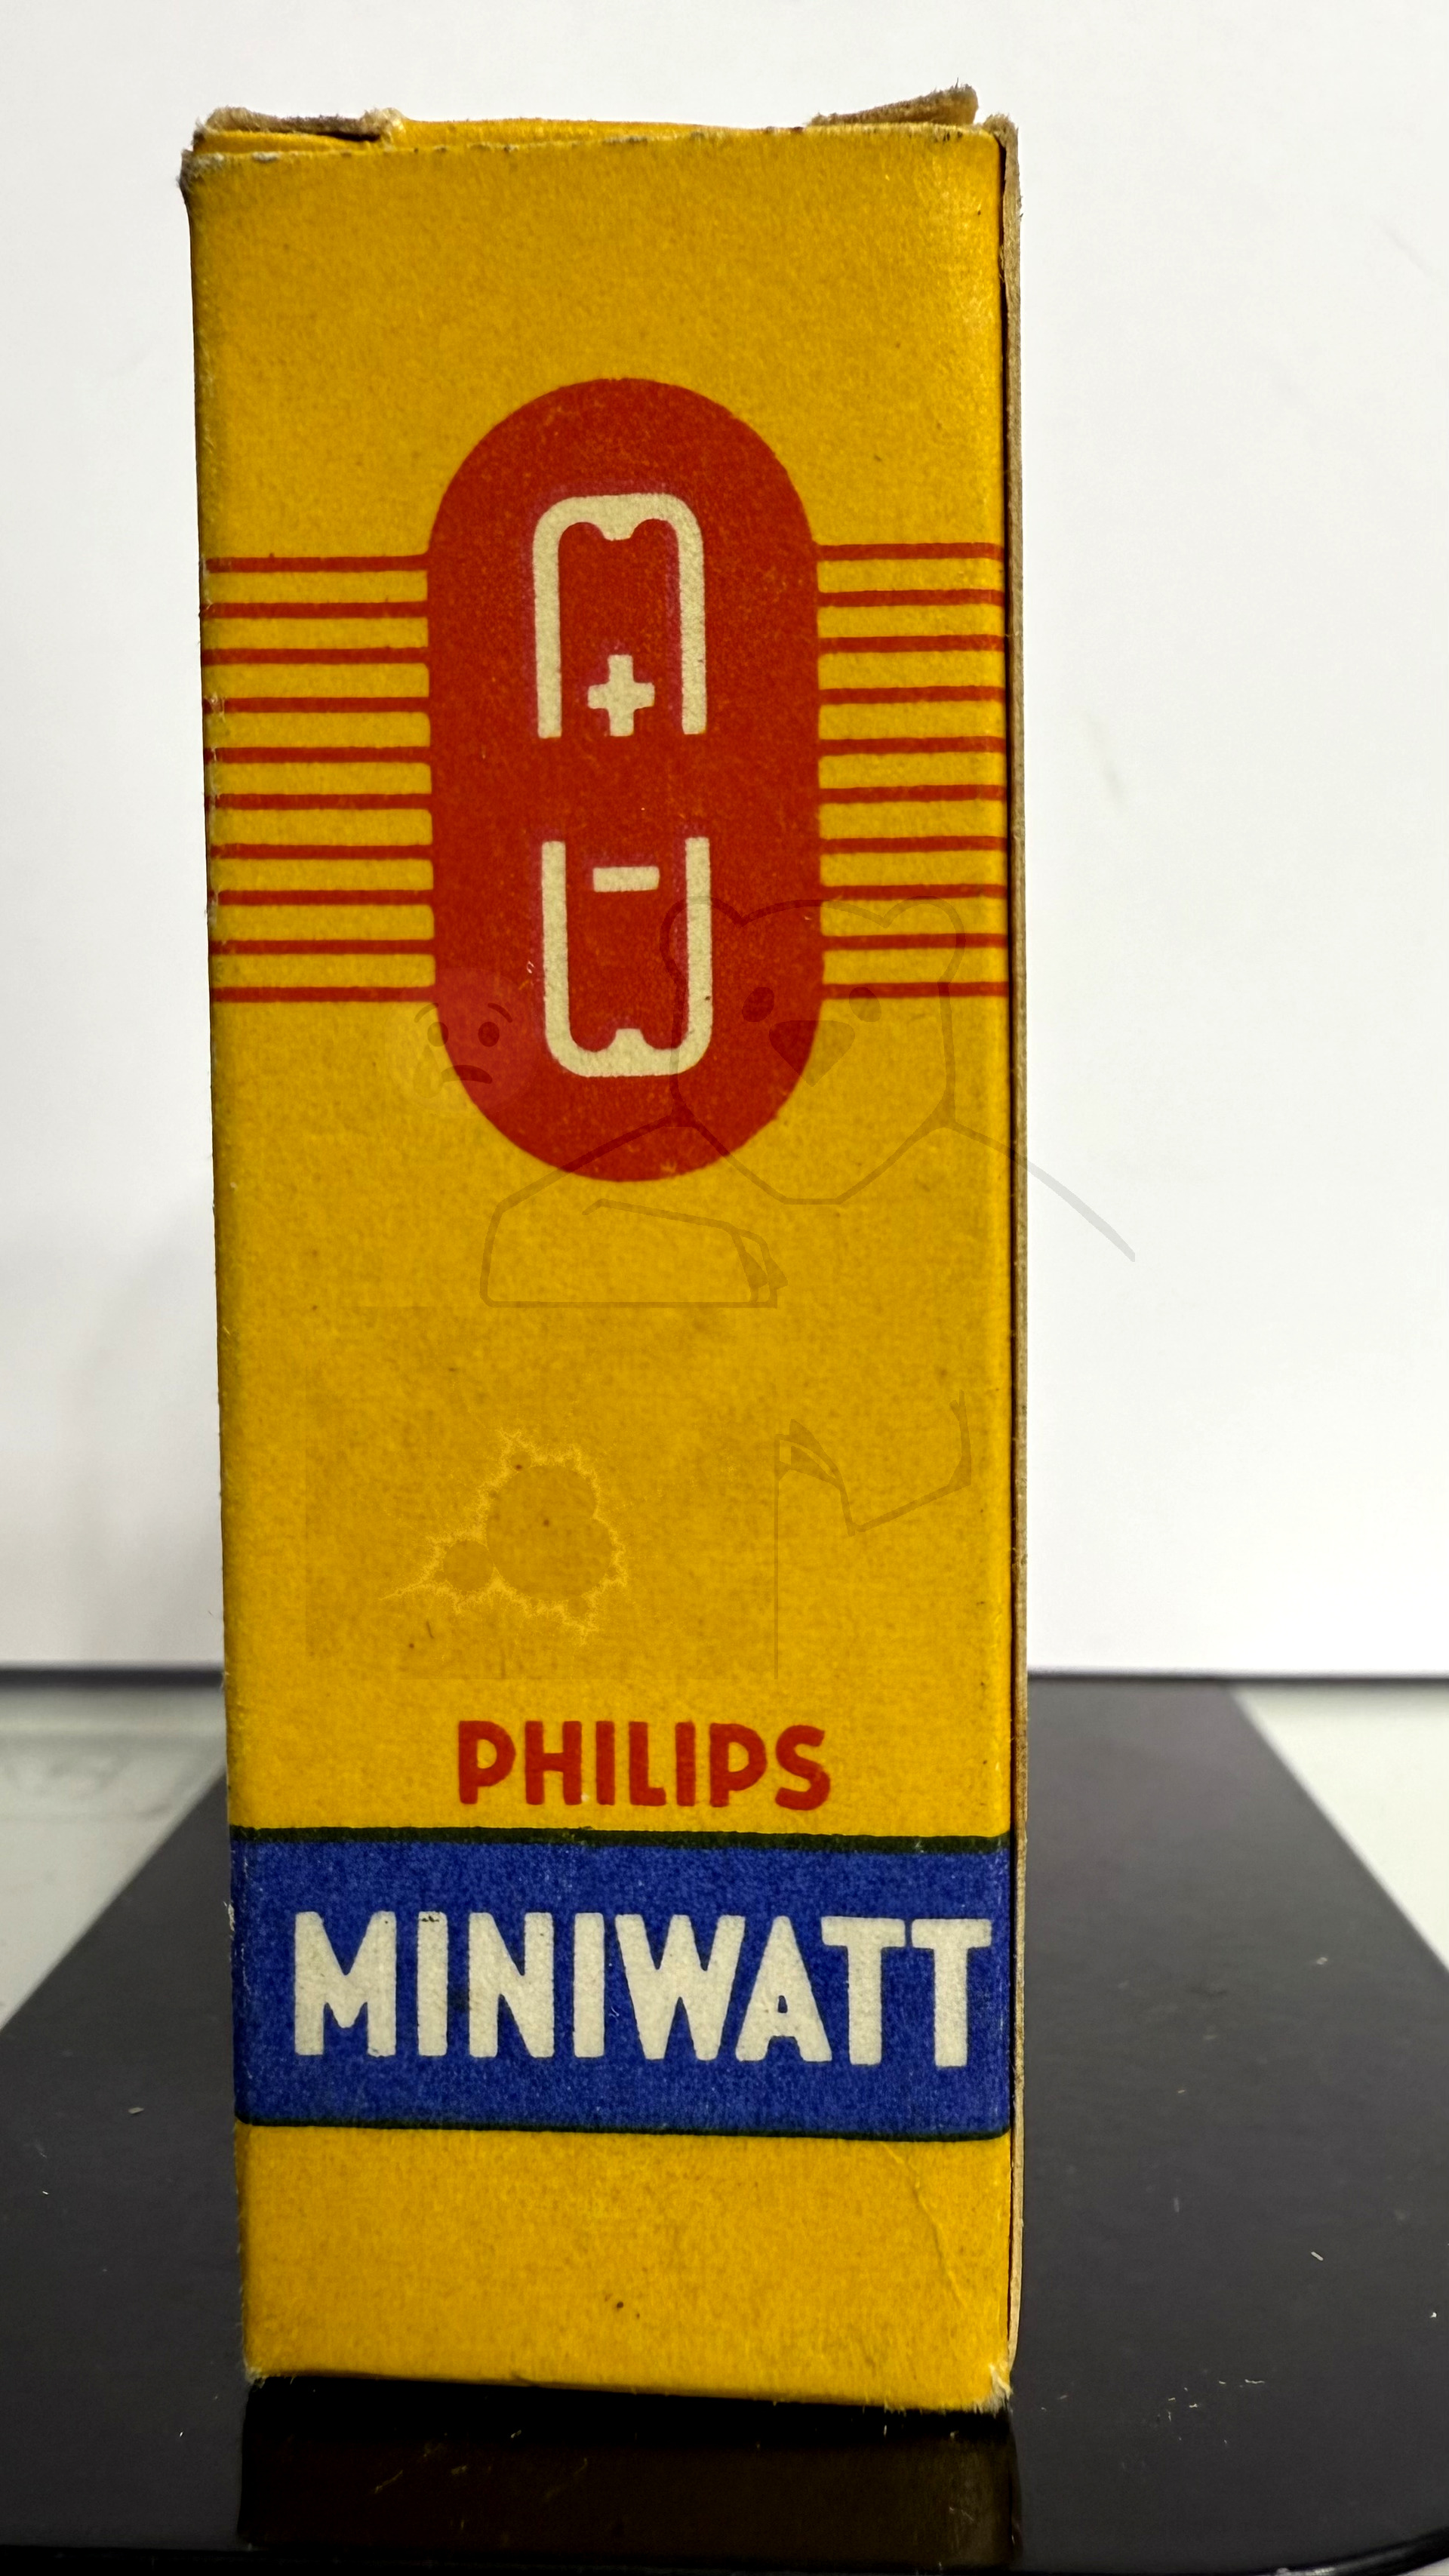 +
-
PHILIPS
MINIWATT